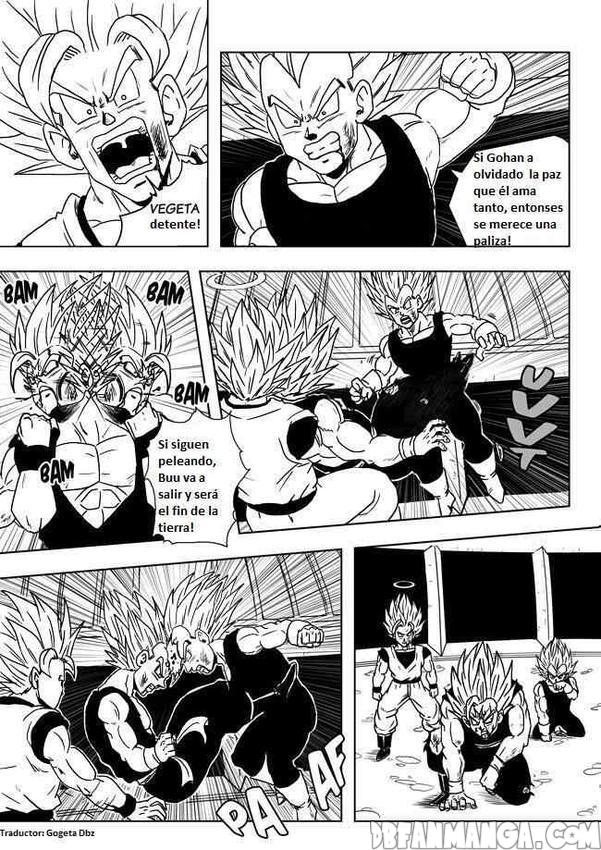 VEGETA
detente!
Si Gohan a
olvidado la paz
que él ama
tanto, entonses
se merece una
paliza!
BAM
BAM
BAM
BAM
Si siguen
peleando,
Buu va a
salir y será
el fin de la
tierra!
UUVVT
PA
AF
Traductor: Gogeta Dbz
DBFANMANGA.COM